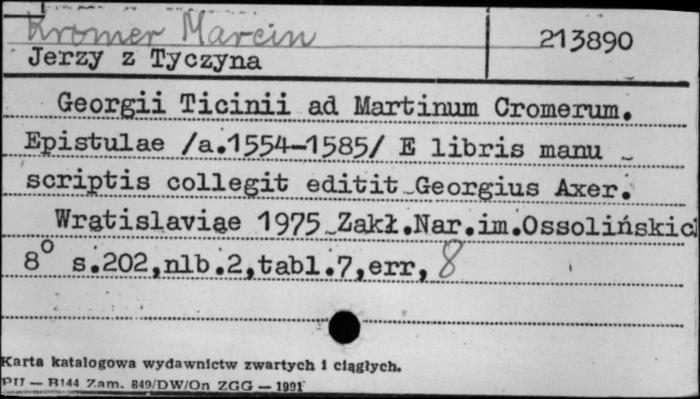 Kromer Marcin
213890
Jerzy z Tyczyna
Georgii Ticinii ad Martinum Cromerum.
Epistulae /a.1554-1585/ E libris manu -
scriptis collegit editit Georgius Axer.
Wratislaviae 1975 Zakł.Nar.im.Ossolińskic
8° s.202,nlb.2,tabl.7,err, 8
Karta katalogowa wydawnictw zwartych i ciągłych.
PU — B144 Zam. 849/DW/On ZGG — 1991